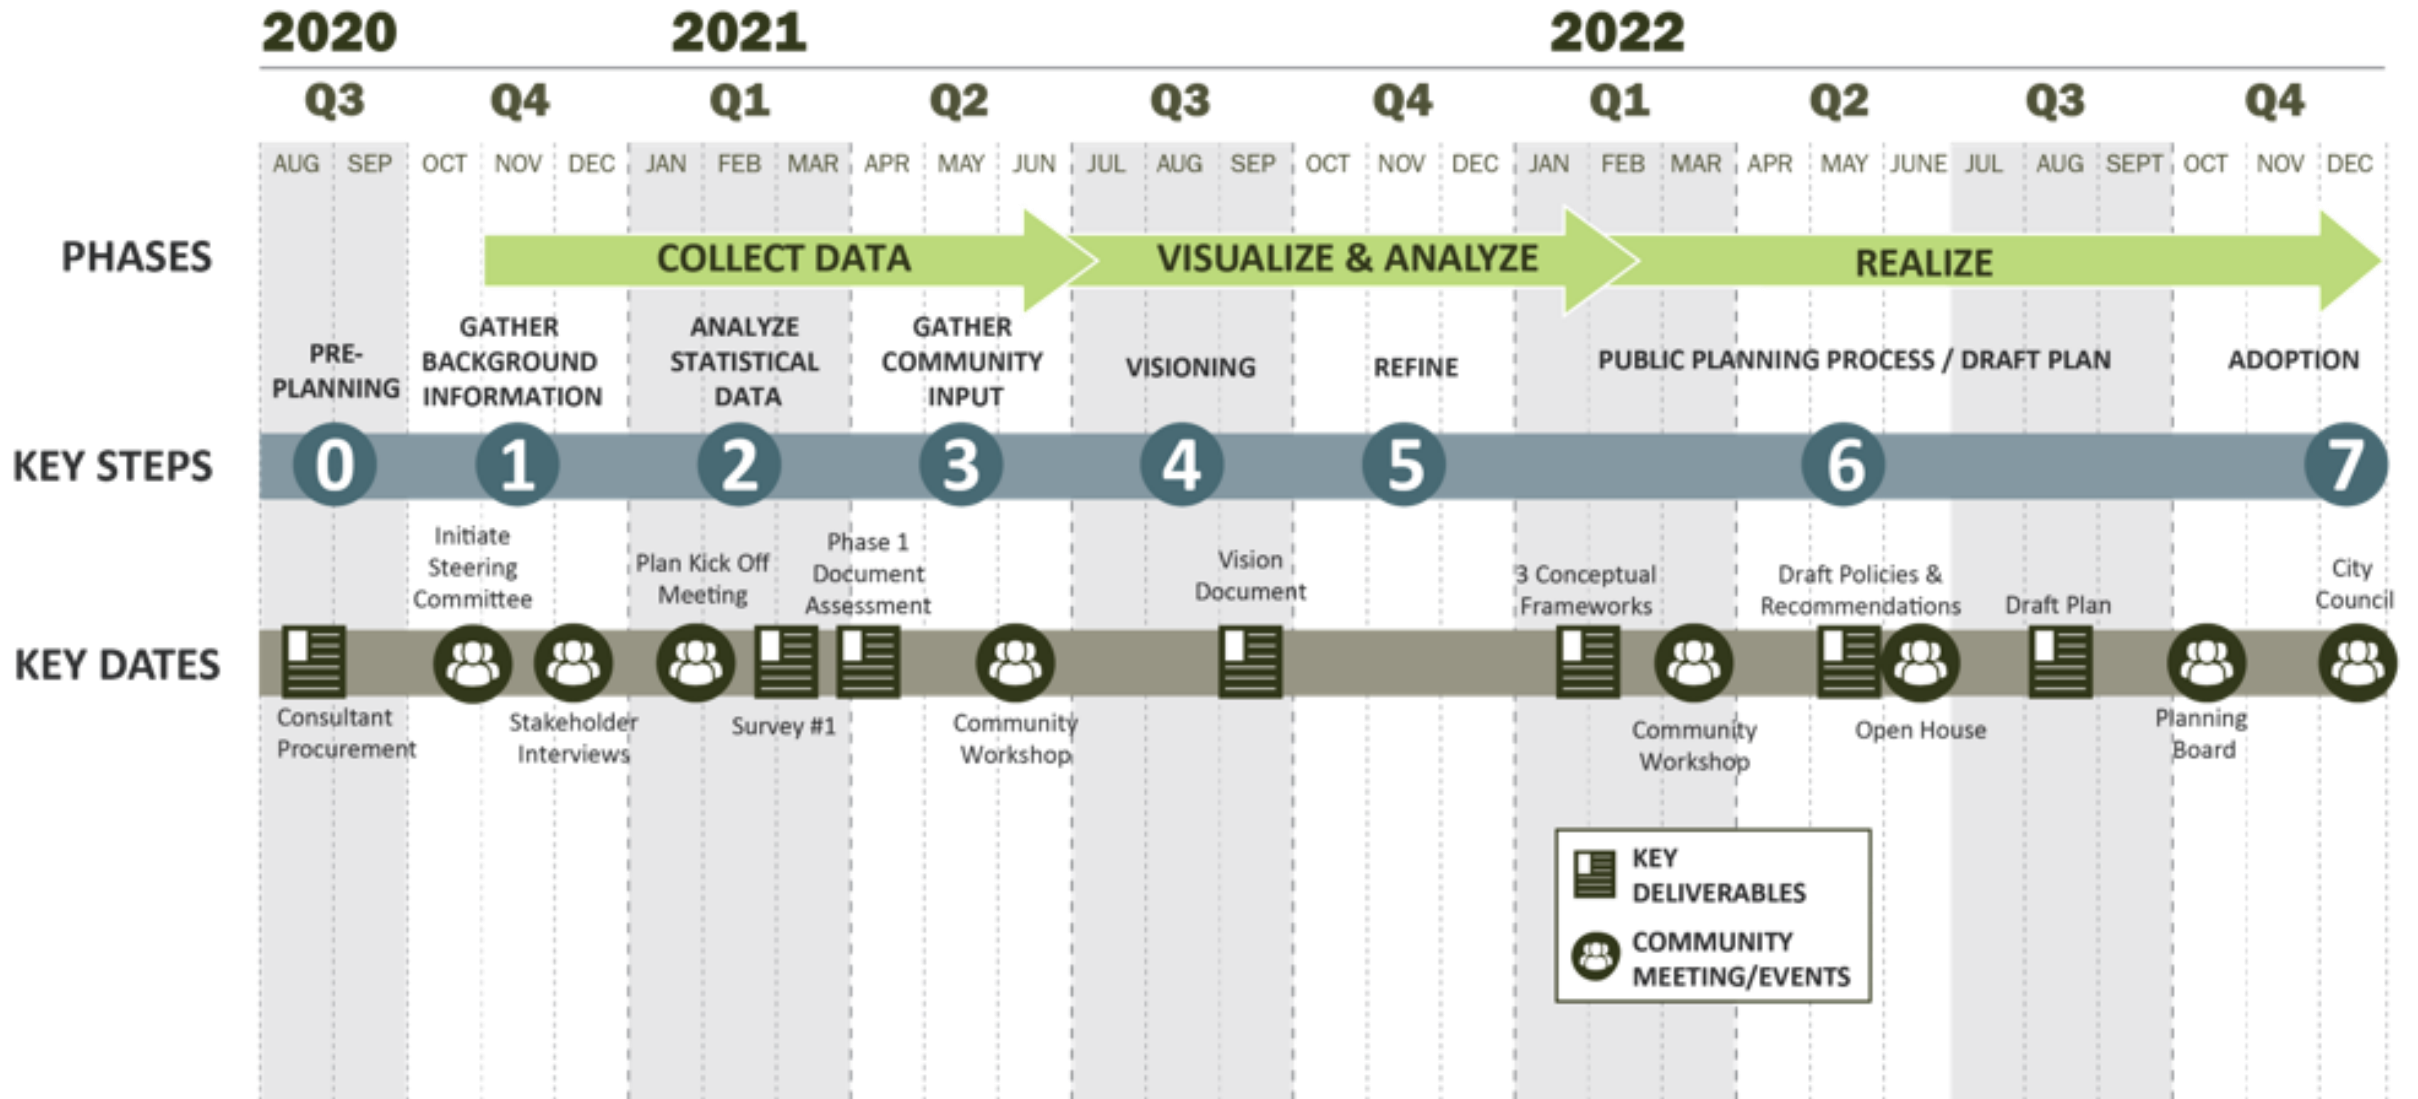 2020 2021 2022
Q3 Q4 Q1 Q2 Q3 Q4 Q1 Q2 Q3 Q4
AUG SEP OCT NOV DEC JAN FEB MAR APR MAY JUN JUL AUG SEP OCT NOV DEC JAN FEB MAR APR MAY JUNE JUL AUG SEPT OCT NOV DEC
PHASES
COLLECT DATA
VISUALIZE & ANALYZE
REALIZE
PRE-
PLANNING
GATHER
BACKGROUND
INFORMATION
ANALYZE
STATISTICAL
DATA
GATHER
COMMUNITY
INPUT
VISIONING
REFINE
PUBLIC PLANNING PROCESS / DRAFT PLAN
ADOPTION
KEY STEPS
0 1 2 3 4 5 6 7
Initiate
Steering
Committee
Plan Kick Off
Meeting
Phase 1
Document
Assessment
Vision
Document
3 Conceptual
Frameworks
Draft Policies &
Recommendations
Draft Plan
City
Council
KEY DATES
Consultant
Procurement
Stakeholder
Interviews
Survey #1
Community
Workshop
Community
Workshop
Open House
Planning
Board
KEY
DELIVERABLES
COMMUNITY
MEETING/EVENTS